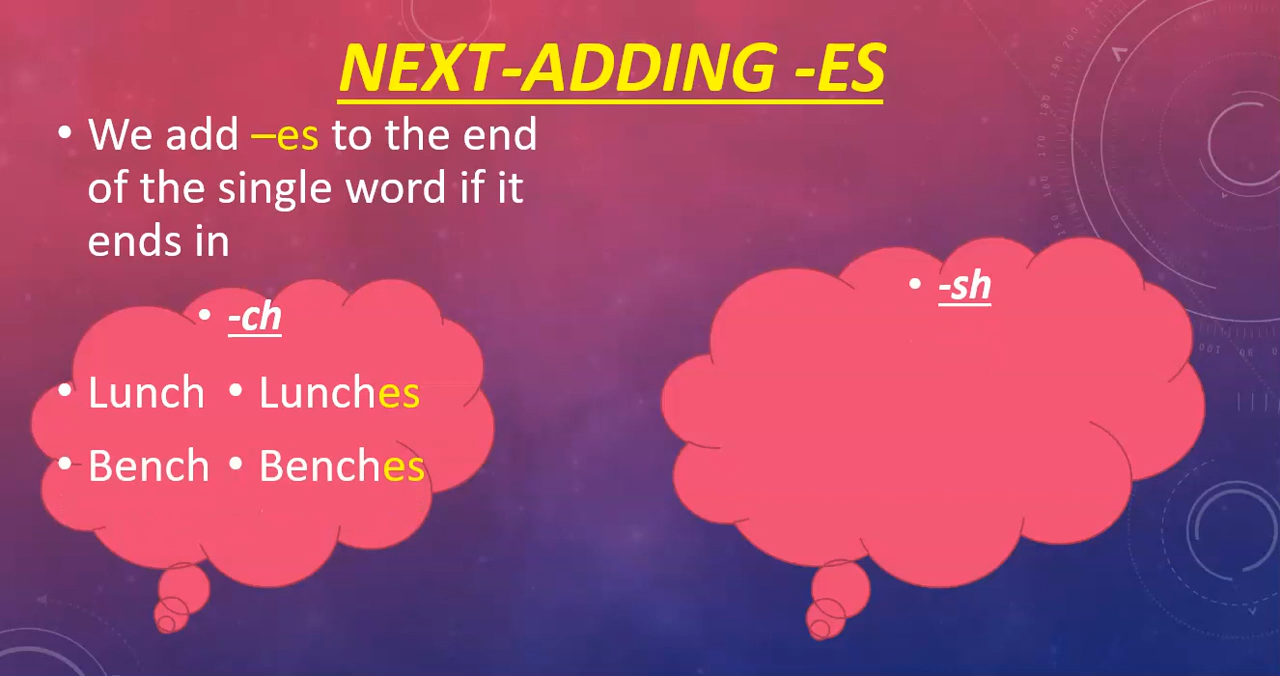 NEXT-ADDING -ES
• We add –es to the end
of the single word if it
ends in
• -ch
• Lunch • Lunches
• Bench • Benches
• -sh